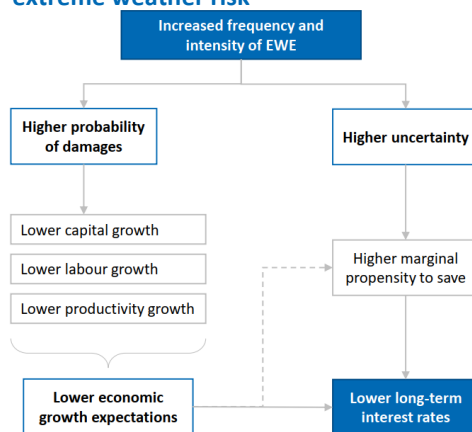 extreme weather risk
Increased frequency and
intensity of EWE
Higher probability
of damages
Higher uncertainty
Lower capital growth
Lower labour growth
Lower productivity growth
Higher marginal
propensity to save
Lower economic
growth expectations
Lower long-term
interest rates